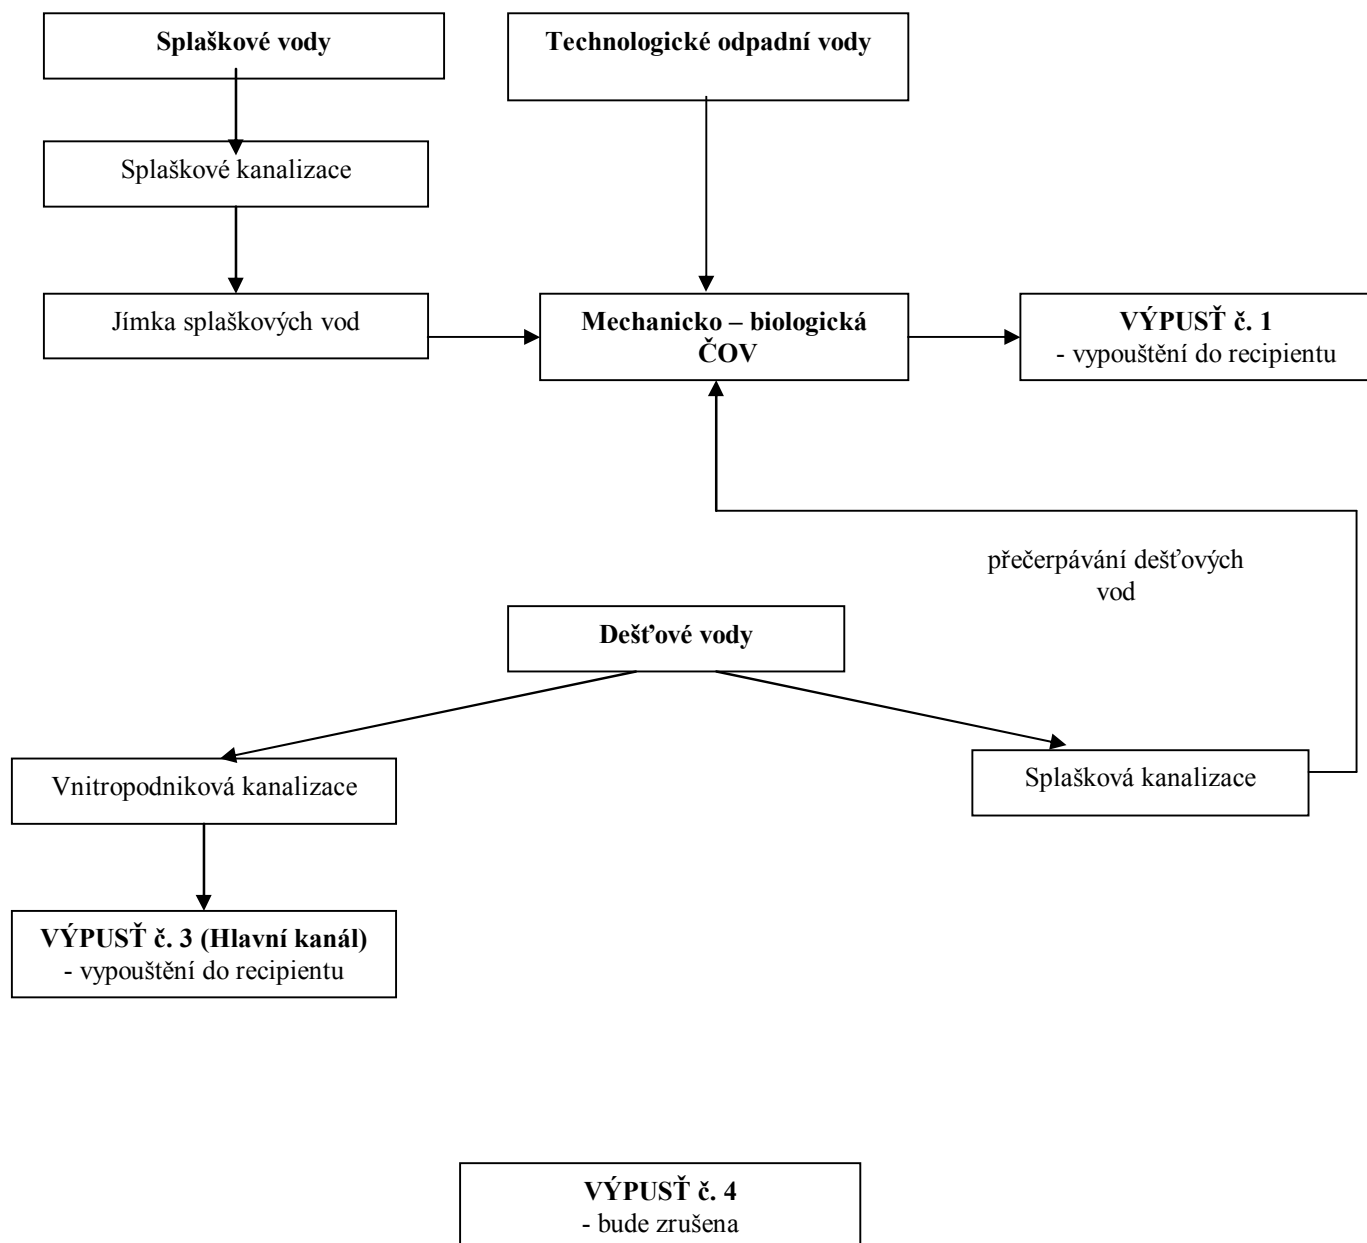 Splaškové vody
Technologické odpadní vody
Splaškové kanalizace
Jímka splaškových vod
Mechanicko – biologická
ČOV
VÝPUSŤ č. 1
- vypouštění do recipientu
přečerpávání dešťových
vod
Dešťové vody
Vnitropodniková kanalizace
Splašková kanalizace
VÝPUSŤ č. 3 (Hlavní kanál)
- vypouštění do recipientu
VÝPUSŤ č. 4
- bude zrušena